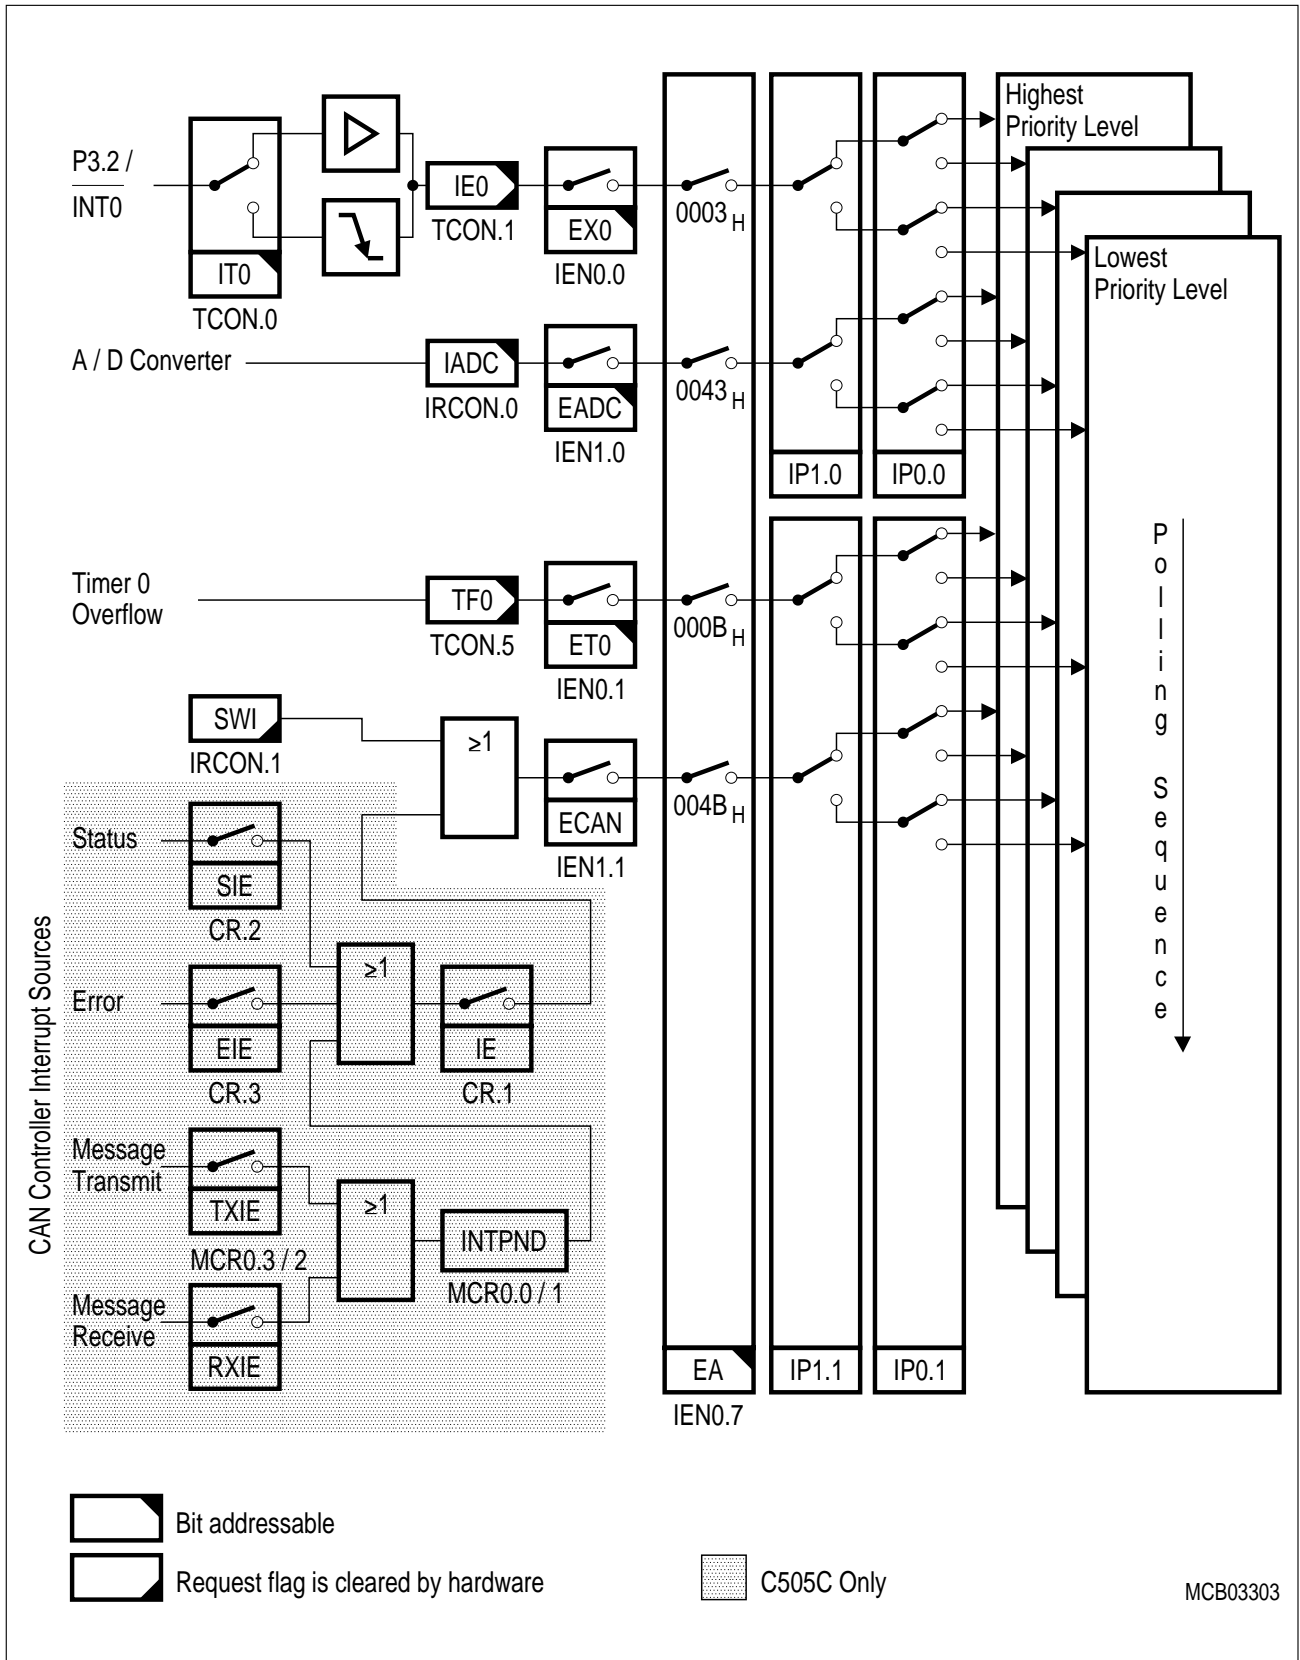 Highest
Priority Level
P3.2 /
INT0
IE0
TCON.1
EX0
IEN0.0
0003 H
IT0
TCON.0
Lowest
Priority Level
A / D Converter
IADC
IRCON.0
EADC
IEN1.0
0043 H
IP1.0
IP0.0
Timer 0
Overflow
TF0
TCON.5
ET0
IEN0.1
000B H
Polling Sequence
SWI
IRCON.1
≥1
ECAN
IEN1.1
004B H
CAN Controller Interrupt Sources
Status
SIE
CR.2
Error
EIE
CR.3
≥1
IE
CR.1
Message
Transmit
TXIE
MCR0.3 / 2
≥1
INTPND
MCR0.0 / 1
Message
Receive
RXIE
EA
IEN0.7
IP1.1
IP0.1
Bit addressable
Request flag is cleared by hardware
C505C Only
MCB03303